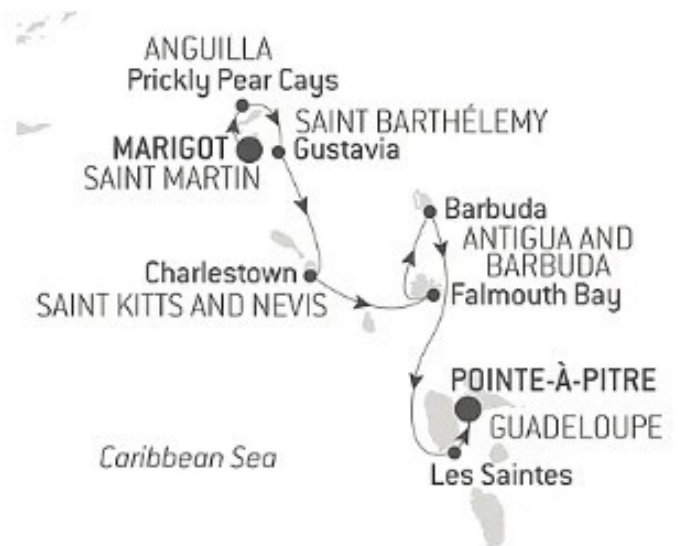 ANGUILLA
Prickly Pear Cays
SAINT BARTHÉLEMY
MARIGOT
Gustavia
SAINT MARTIN
Barbuda
ANTIGUA AND
BARBUDA
Charlestown
Falmouth Bay
SAINT KITTS AND NEVIS
POINTE-À-PITRE
GUADELOUPE
Caribbean Sea
Les Saintes